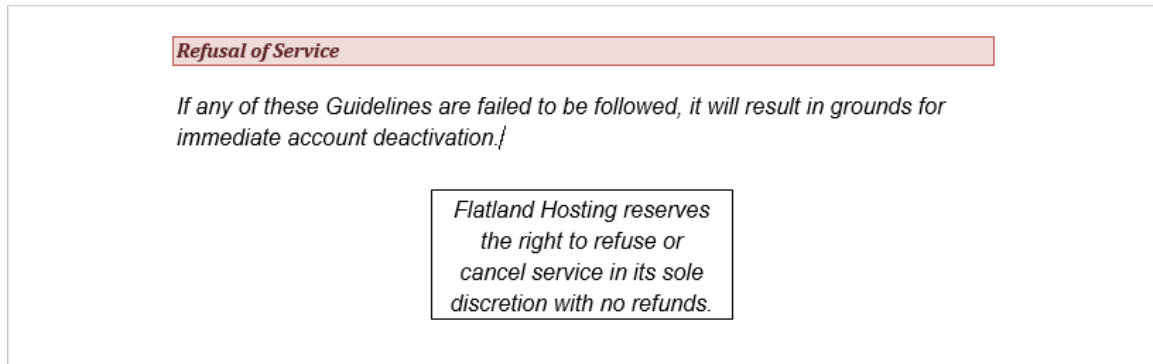 Refusal of Service
If any of these Guidelines are failed to be followed, it will result in grounds for
immediate account deactivation.
Flatland Hosting reserves
the right to refuse or
cancel service in its sole
discretion with no refunds.